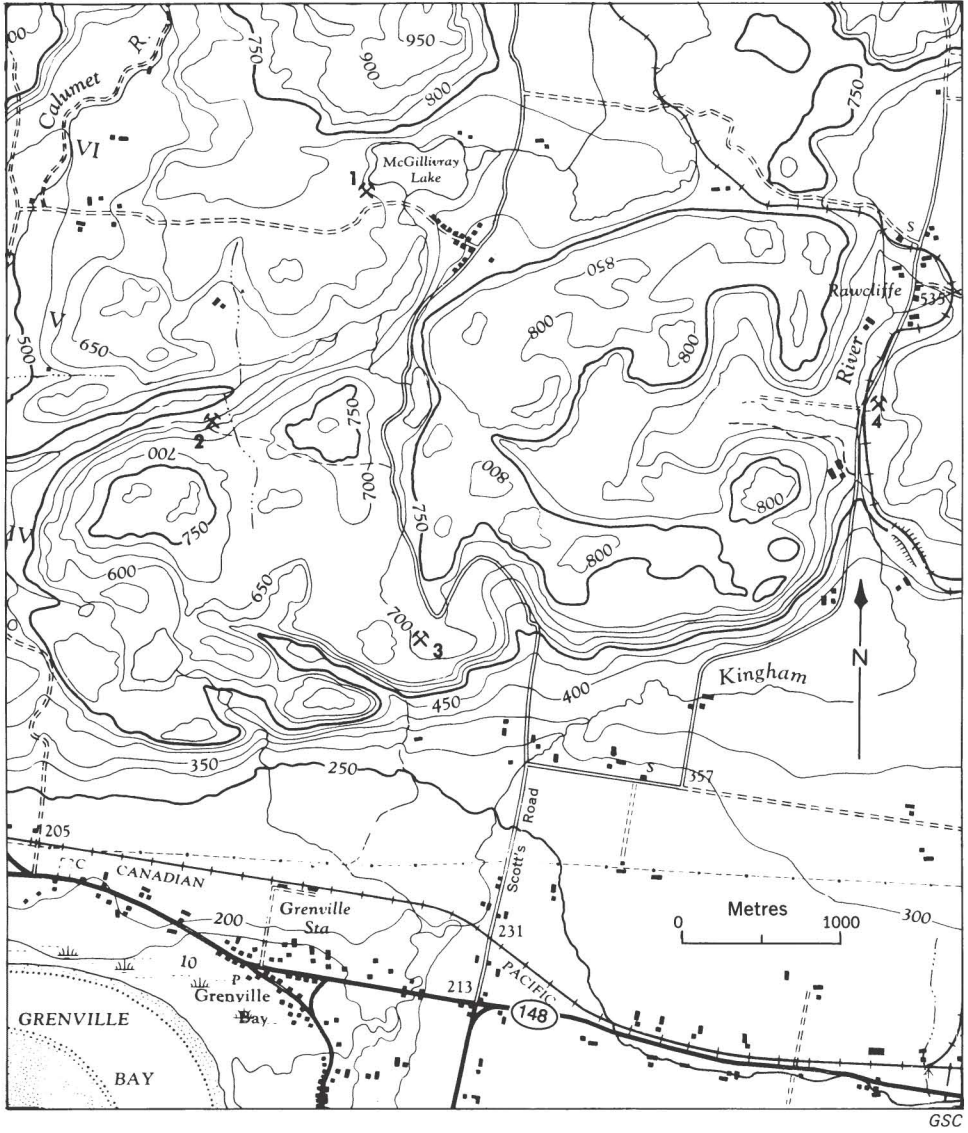 950
900
750
800
Calumet
R.
VI
750
1
McGillivray
Lake
S
850
Rawcliffe
535
V
500
650
800
800
River
4
2
700
750
700
800
750
750
800
IV
600
650
800
700
3
N
Kingham
450
400
350
250
S
357
Scott's Road
205
C
CANADIAN
Grenville
Sta
200
231
Metres
0 1000
300
10
P
Grenville
Bay
213
PACIFIC
148
GRENVILLE
BAY
GSC